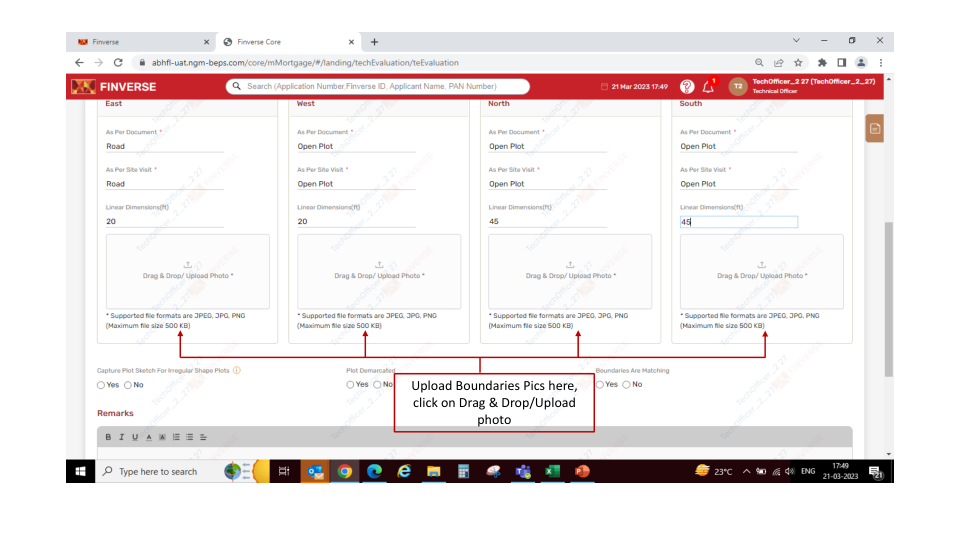 Finverse
Finverse Core
abhfl-uat.ngm-beps.com/core/mMortgage/#/landing/techEvaluation/teEvaluation
FINVERSE
Search (Application Number,Finverse ID, Applicant Name, PAN Number)
21 Mar 2023 17:49
T2
TechOfficer_2 27 (TechOfficer_2_27)
Technical Officer
East West North South
As Per Document * As Per Document * As Per Document * As Per Document *
Road Open Plot Open Plot Open Plot
As Per Site Visit * As Per Site Visit * As Per Site Visit * As Per Site Visit *
Road Open Plot Open Plot Open Plot
Linear Dimensions(ft) Linear Dimensions(ft) Linear Dimensions(ft) Linear Dimensions(ft)
20 20 45 45
Drag & Drop/ Upload Photo * Drag & Drop/ Upload Photo * Drag & Drop/ Upload Photo * Drag & Drop/ Upload Photo *
* Supported file formats are JPEG, JPG, PNG * Supported file formats are JPEG, JPG, PNG * Supported file formats are JPEG, JPG, PNG * Supported file formats are JPEG, JPG, PNG
(Maximum file size 500 KB) (Maximum file size 500 KB) (Maximum file size 500 KB) (Maximum file size 500 KB)
Capture Plot Sketch For Irregular Shape Plots Plot Demarcated Boundaries Are Matching
Yes No Yes No Yes No
Upload Boundaries Pics here,
click on Drag & Drop/Upload
photo
Remarks
B I U A
Type here to search
23°C
ENG
17:49
21-03-2023
21